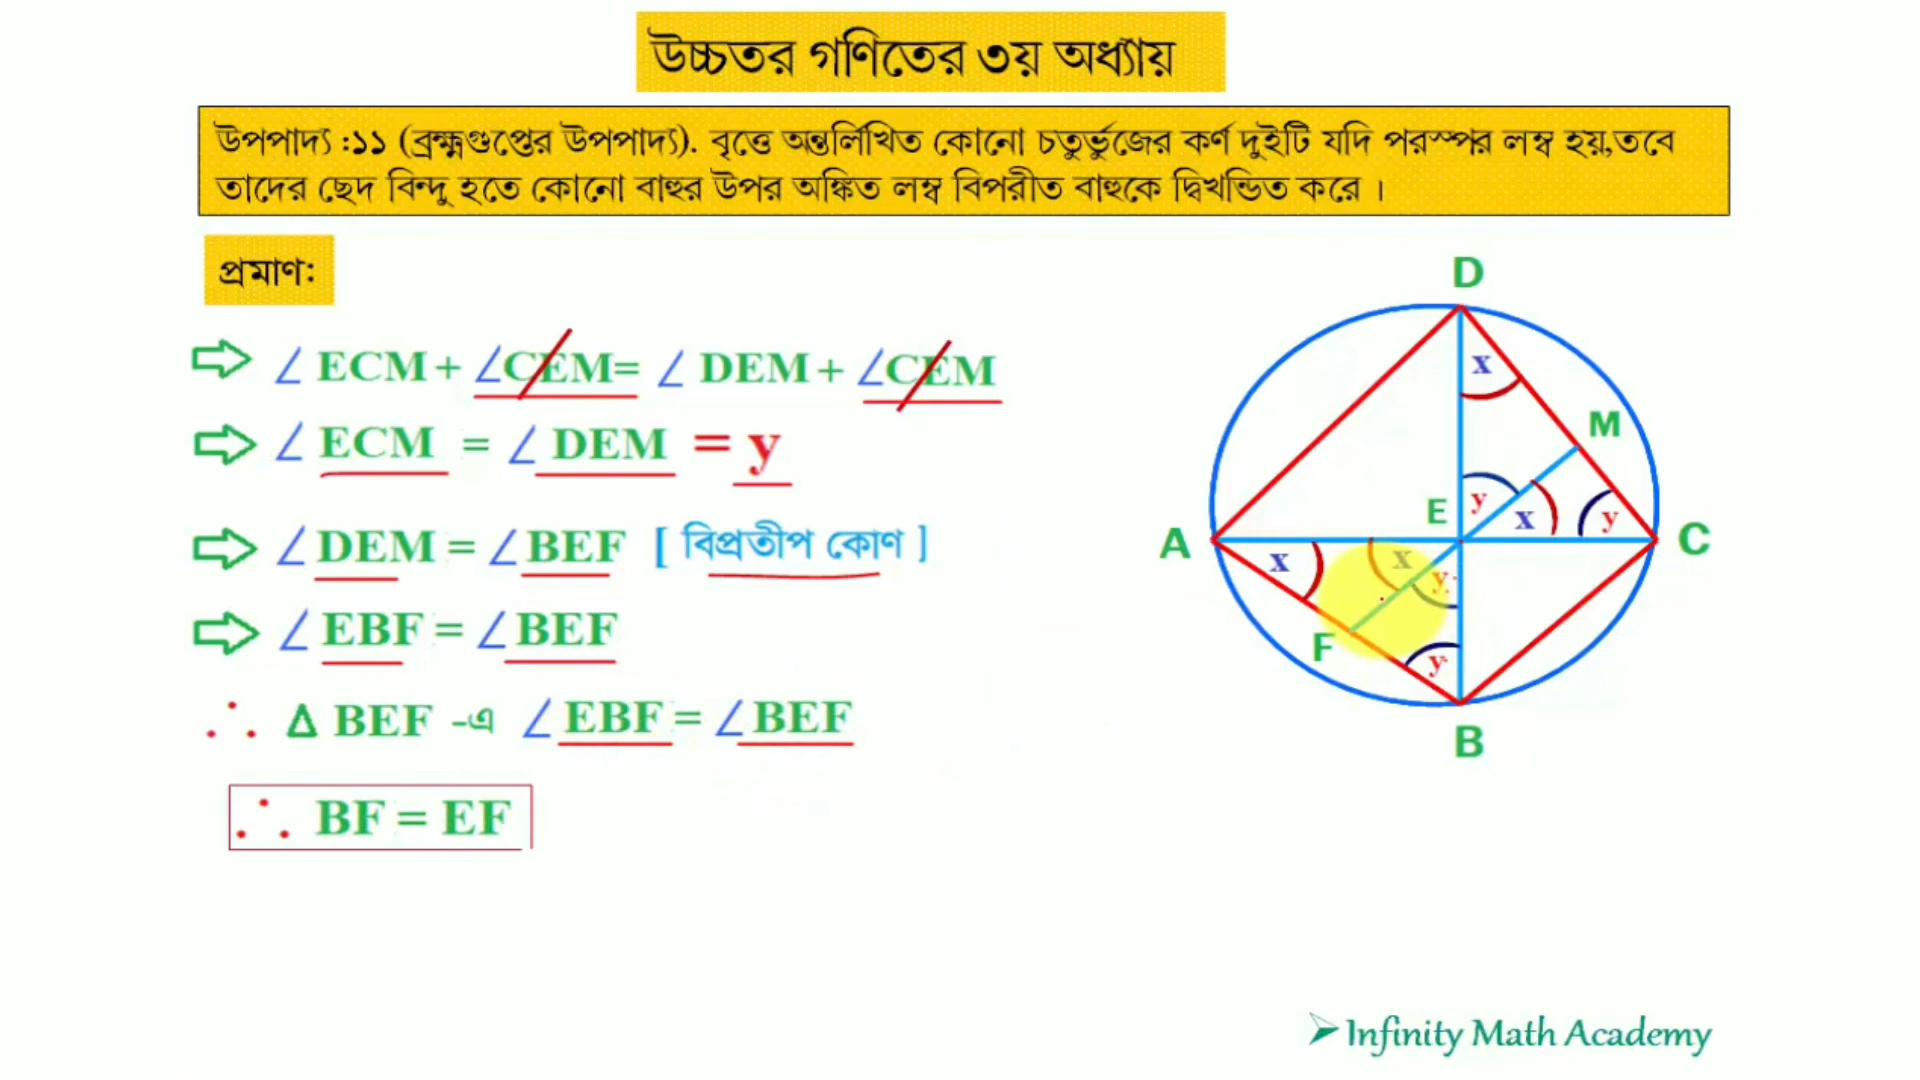 উচ্চতর গণিতের ৩য় অধ্যায়
উপপাদ্য :১১ (ব্রহ্মগুপ্তের উপপাদ্য). বৃত্তে অন্তর্লিখিত কোনো চতুর্ভুজের কর্ণ দুইটি যদি পরস্পর লম্ব হয়,তবে
তাদের ছেদ বিন্দু হতে কোনো বাহুর উপর অঙ্কিত লম্ব বিপরীত বাহুকে দ্বিখন্ডিত করে ।
প্রমাণ:
⇨ ∠ ECM + ∠CEM= ∠ DEM + ∠CEM
⇨ ∠ ECM = ∠ DEM = y
⇨ ∠DEM = ∠BEF [ বিপ্রতীপ কোণ ]
⇨ ∠ EBF = ∠BEF
∴ Δ BEF -এ ∠EBF = ∠BEF
∴ BF = EF
D
x
M
E
y
x
y
A
C
x
x
y
F
y
B
Infinity Math Academy